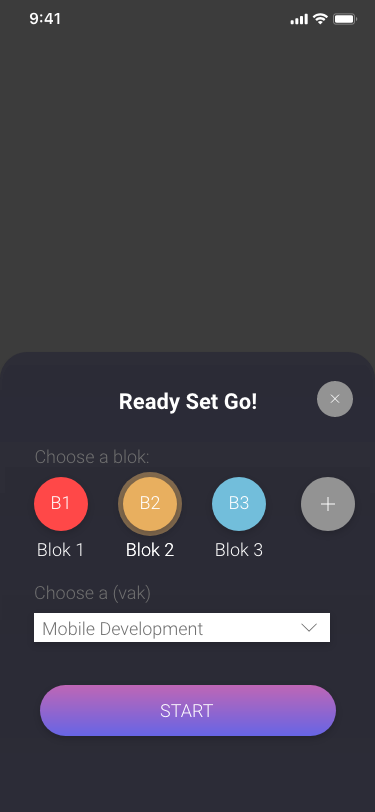 9:41
Ready Set Go!
Choose a blok:
B1 B2 B3
Blok 1 Blok 2 Blok 3
Choose a (vak)
Mobile Development
START